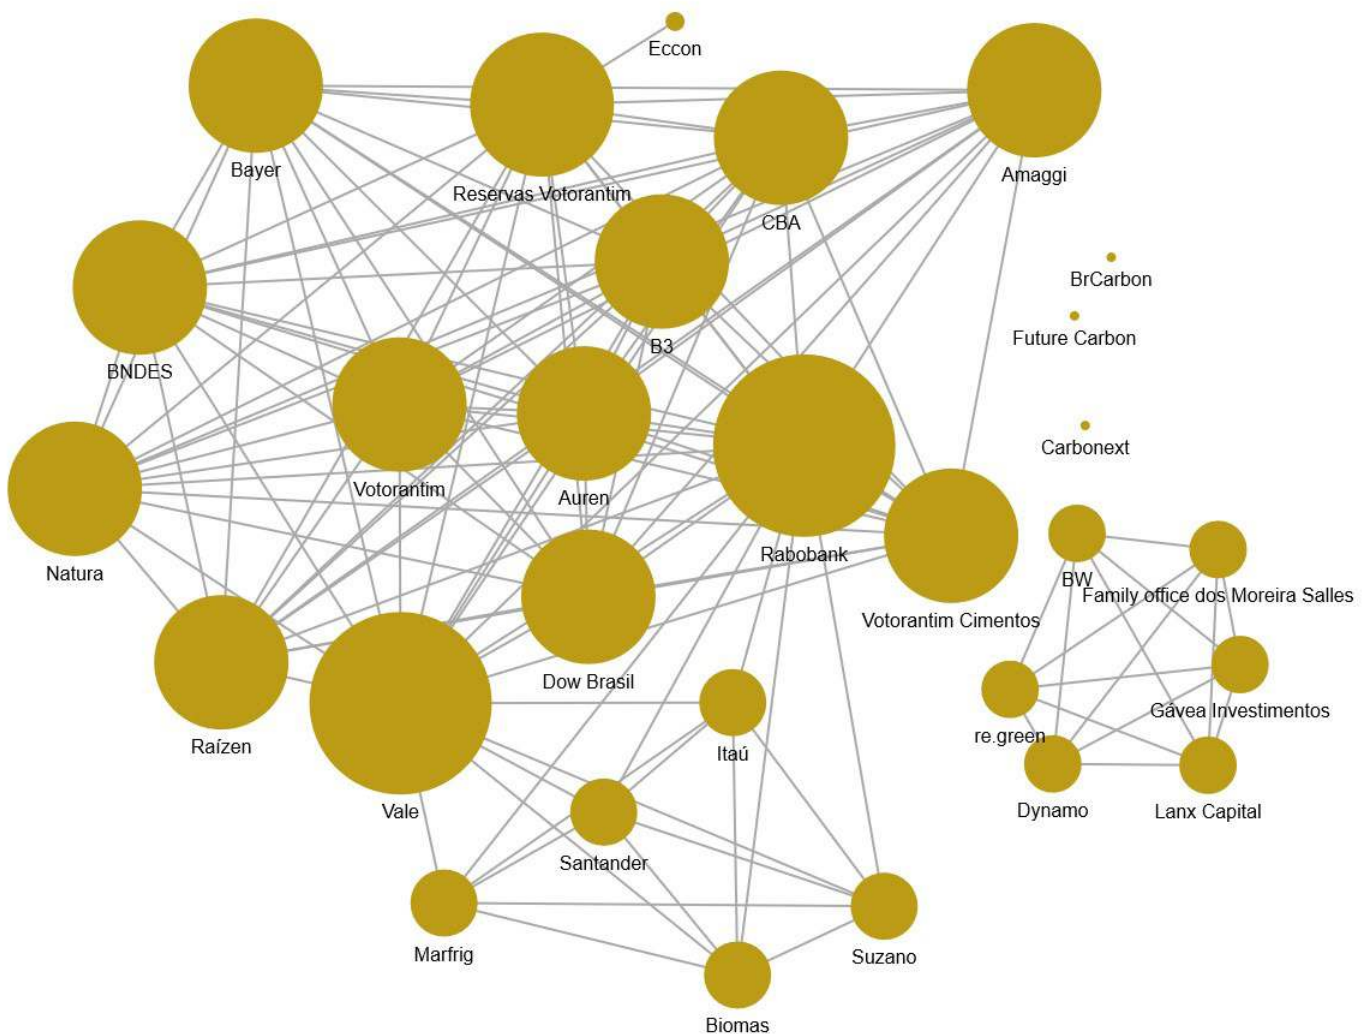 Eccon
Bayer
Reservas Votorantim
CBA
Amaggi
BrCarbon
Future Carbon
B3
BNDES
Carbonext
Votorantim
Auren
Rabobank
Natura
BW
Family office dos Moreira Salles
Votorantim Cimentos
Dow Brasil
Gávea Investimentos
re.green
Raízen
Itaú
Vale
Dynamo
Lanx Capital
Santander
Marfrig
Suzano
Biomas